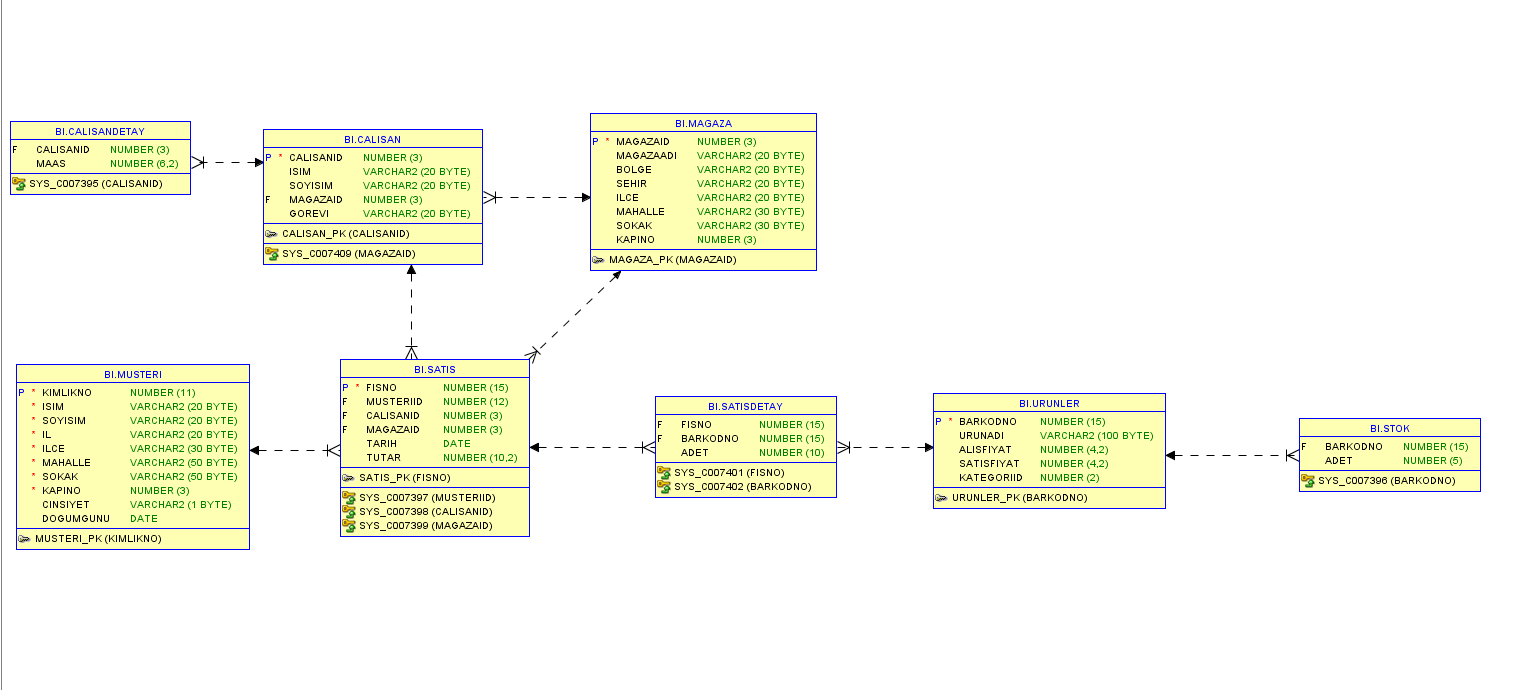 BI.CALISANDETAY
F CALISANID NUMBER (3)
MAAS NUMBER (6,2)
SYS_C007395 (CALISANID)
BI.CALISAN
P * CALISANID NUMBER (3)
ISIM VARCHAR2 (20 BYTE)
SOYISIM VARCHAR2 (20 BYTE)
F MAGAZAID NUMBER (3)
GOREVI VARCHAR2 (20 BYTE)
CALISAN_PK (CALISANID)
SYS_C007409 (MAGAZAID)
BI.MAGAZA
P * MAGAZAID NUMBER (3)
MAGAZAADI VARCHAR2 (20 BYTE)
BOLGE VARCHAR2 (20 BYTE)
SEHIR VARCHAR2 (20 BYTE)
ILCE VARCHAR2 (20 BYTE)
MAHALLE VARCHAR2 (30 BYTE)
SOKAK VARCHAR2 (30 BYTE)
KAPINO NUMBER (3)
MAGAZA_PK (MAGAZAID)
BI.MUSTERI
P * KIMLIKNO NUMBER (11)
* ISIM VARCHAR2 (20 BYTE)
* SOYISIM VARCHAR2 (20 BYTE)
* IL VARCHAR2 (20 BYTE)
* ILCE VARCHAR2 (30 BYTE)
* MAHALLE VARCHAR2 (50 BYTE)
* SOKAK VARCHAR2 (50 BYTE)
* KAPINO NUMBER (3)
CINSIYET VARCHAR2 (1 BYTE)
DOGUMGUNU DATE
MUSTERI_PK (KIMLIKNO)
BI.SATIS
P * FISNO NUMBER (15)
F MUSTERIID NUMBER (12)
F CALISANID NUMBER (3)
F MAGAZAID NUMBER (3)
TARIH DATE
TUTAR NUMBER (10,2)
SATIS_PK (FISNO)
SYS_C007397 (MUSTERIID)
SYS_C007398 (CALISANID)
SYS_C007399 (MAGAZAID)
BI.SATISDETAY
F FISNO NUMBER (15)
F BARKODNO NUMBER (15)
ADET NUMBER (10)
SYS_C007401 (FISNO)
SYS_C007402 (BARKODNO)
BI.URUNLER
P * BARKODNO NUMBER (15)
URUNADI VARCHAR2 (100 BYTE)
ALISFIYAT NUMBER (4,2)
SATISFIYAT NUMBER (4,2)
KATEGORIID NUMBER (2)
URUNLER_PK (BARKODNO)
BI.STOK
F BARKODNO NUMBER (15)
ADET NUMBER (5)
SYS_C007396 (BARKODNO)